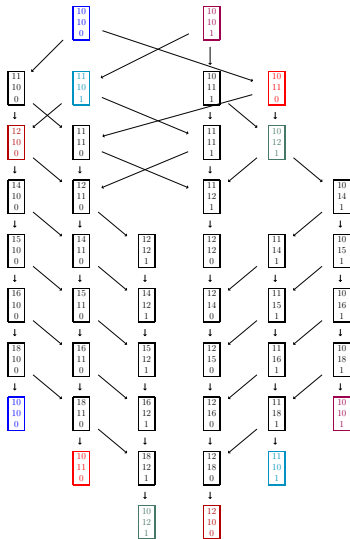 10 10
10 10
0 1
11 11 10 10
10 10 11 11
0 1 1 0
12 11 11 10
10 11 11 12
0 0 1 1
14 12 11 10
10 11 12 14
0 0 1 1
15 14 12 12 11 10
10 11 12 12 14 15
0 0 1 0 1 1
16 15 14 12 11 10
10 11 12 14 15 16
0 0 1 0 1 1
18 16 15 12 11 10
10 11 12 15 16 18
0 0 1 0 1 1
10 18 16 12 11 10
10 11 12 16 18 10
0 0 1 0 1 1
10 18 12 11
11 12 18 10
0 1 0 1
10 12
12 10
1 0